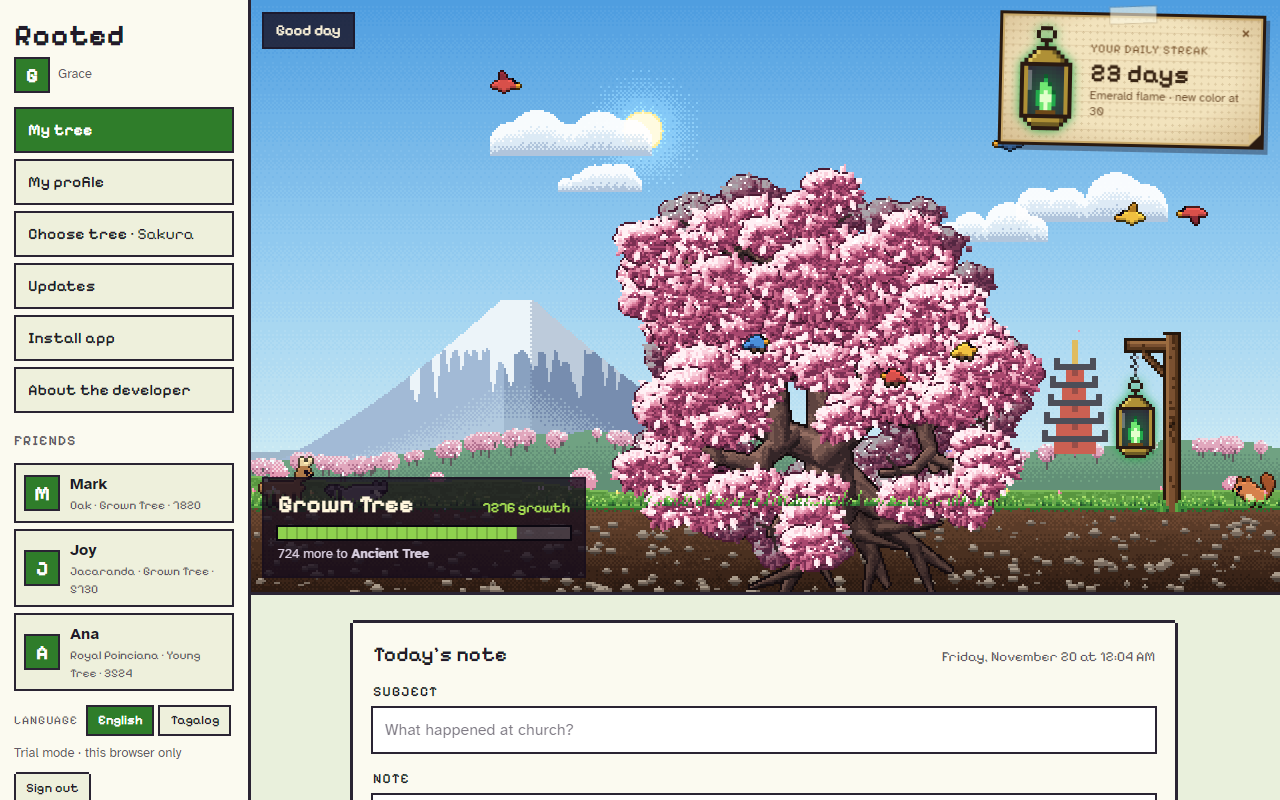 Rooted
G
Grace
My tree
My profile
Choose tree · Sakura
Updates
Install app
About the developer
FRIENDS
M
Mark
Oak · Grown Tree · 7820
J
Joy
Jacaranda · Grown Tree ·
5730
A
Ana
Royal Poinciana · Young
Tree · 3524
LANGUAGE
English
Tagalog
Trial mode · this browser only
Sign out
Good day
YOUR DAILY STREAK
×
23 days
Emerald flame · new color at
30
Grown Tree
7276 growth
724 more to Ancient Tree
Today's note
Friday, November 20 at 12:04 AM
SUBJECT
What happened at church?
NOTE